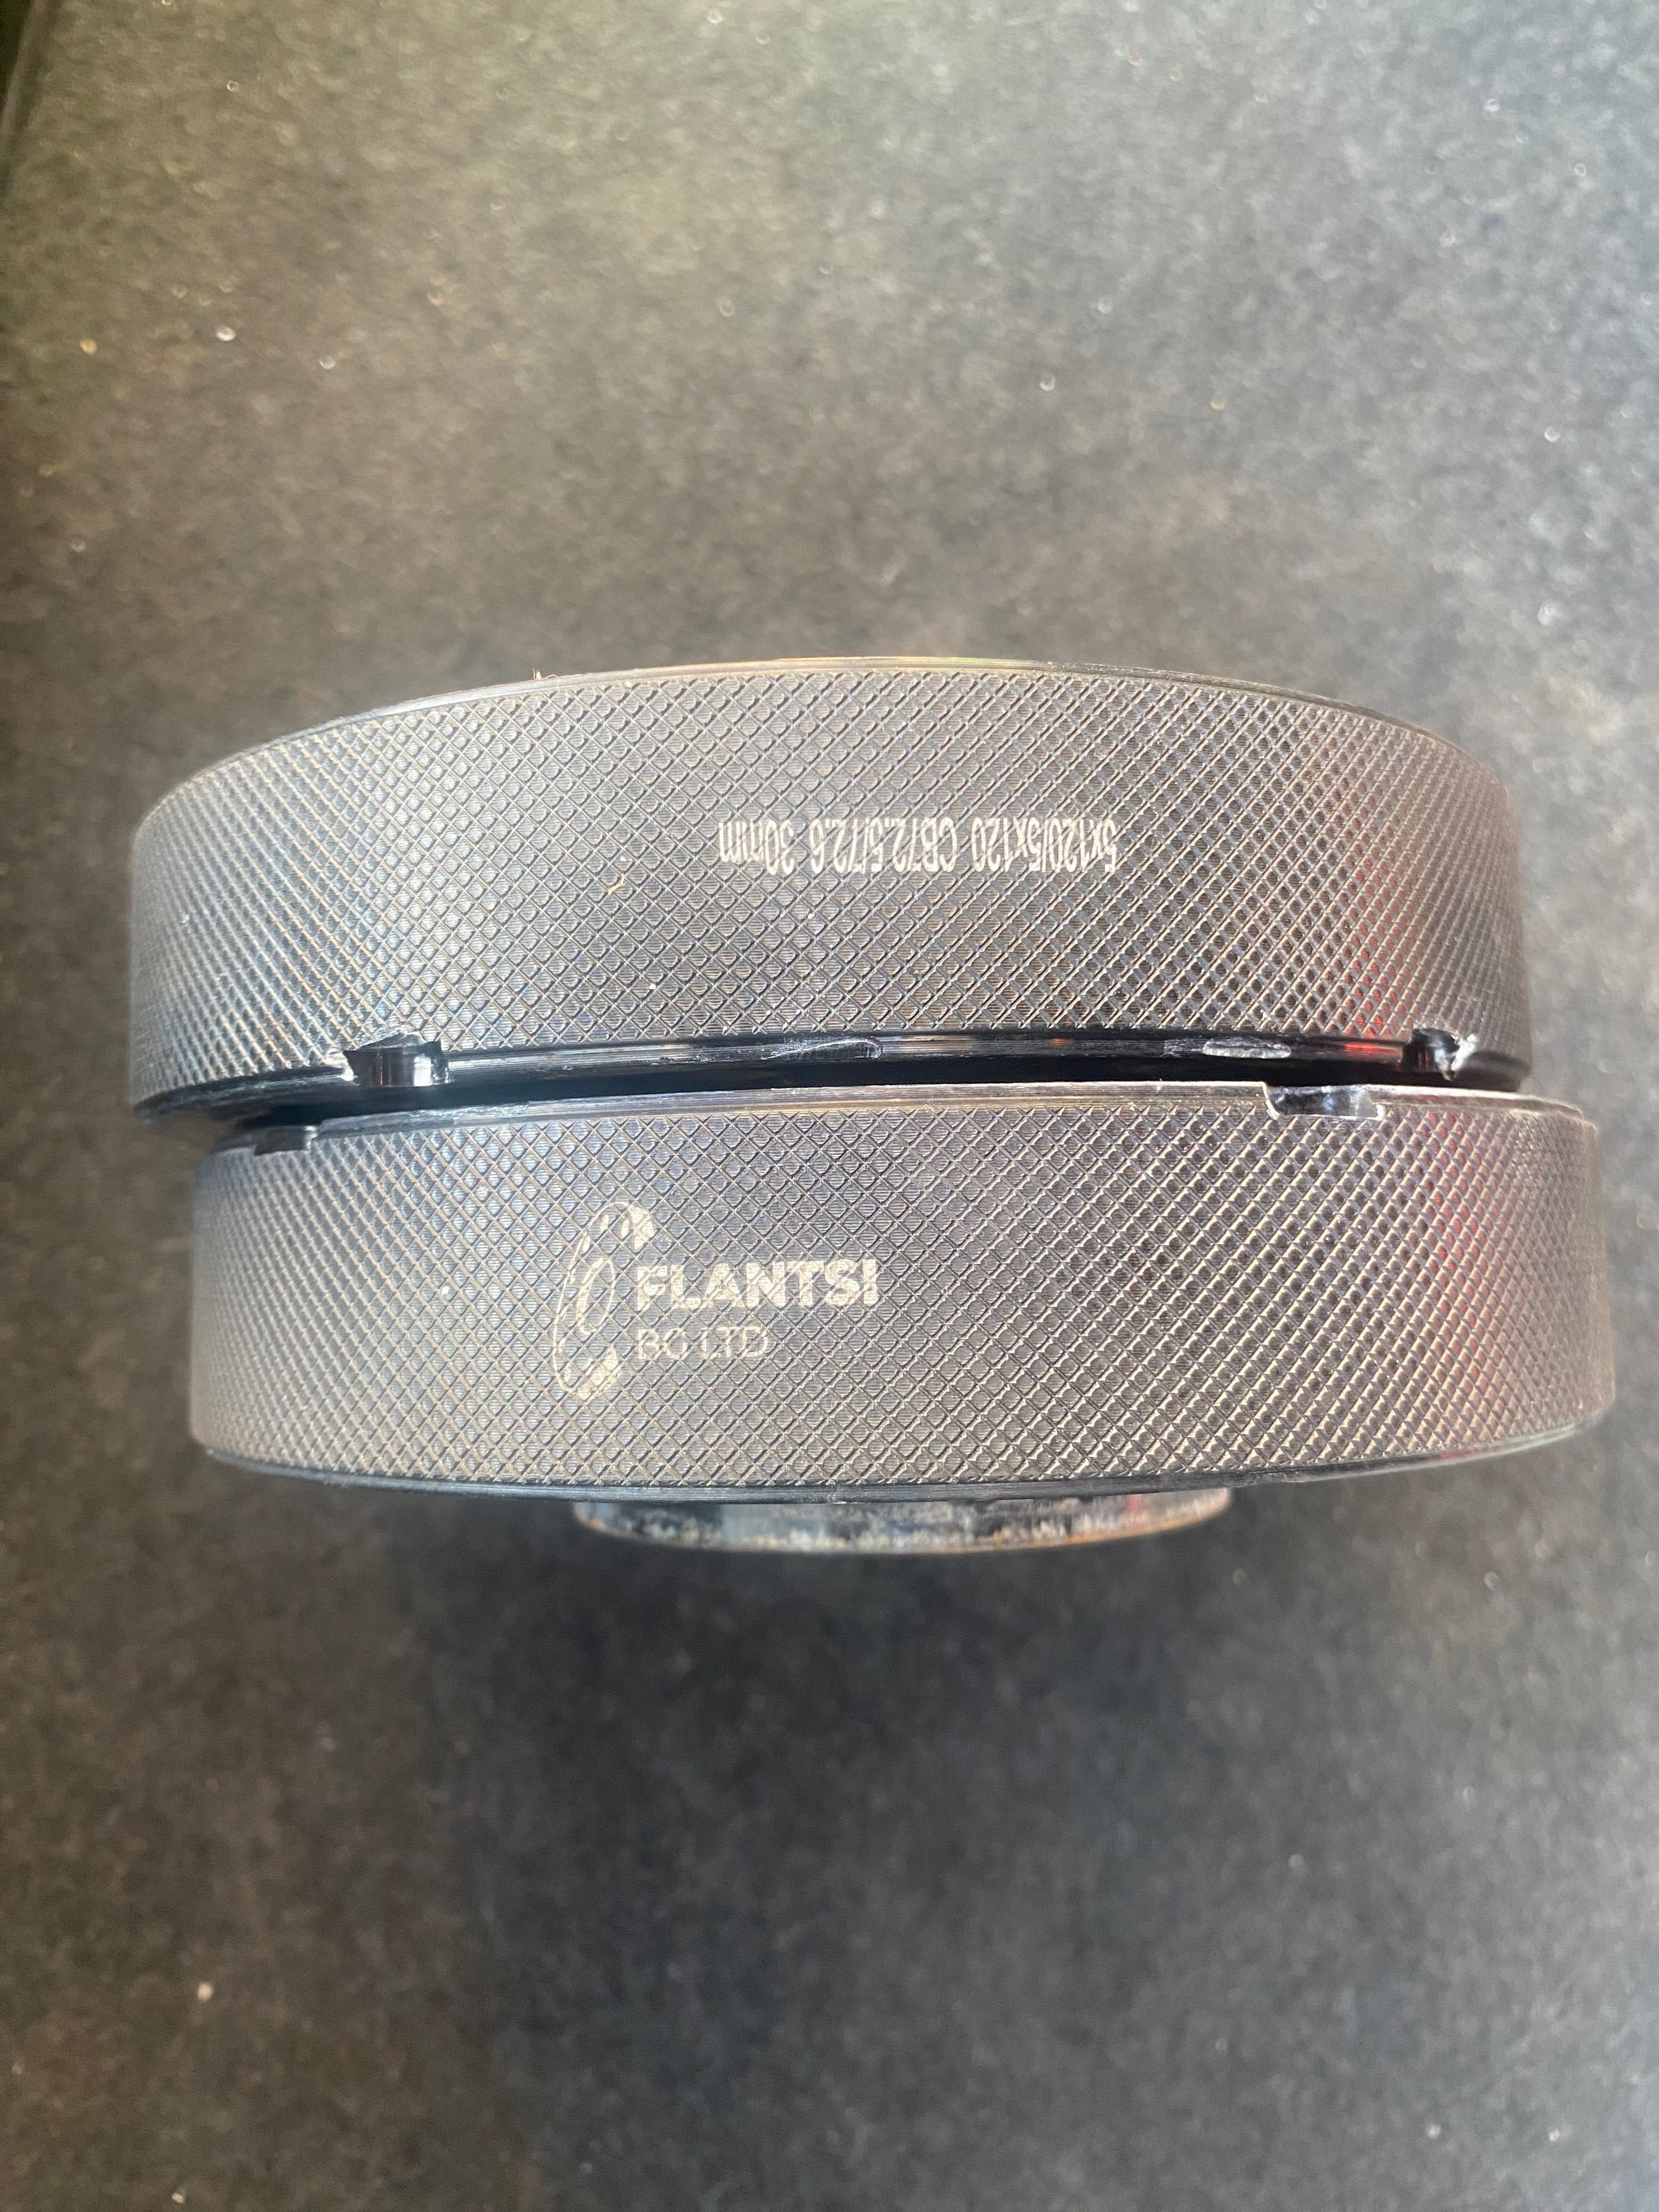 5x120/5x120 CB72.5/72.6 30mm
FLANTSI
BG LTD